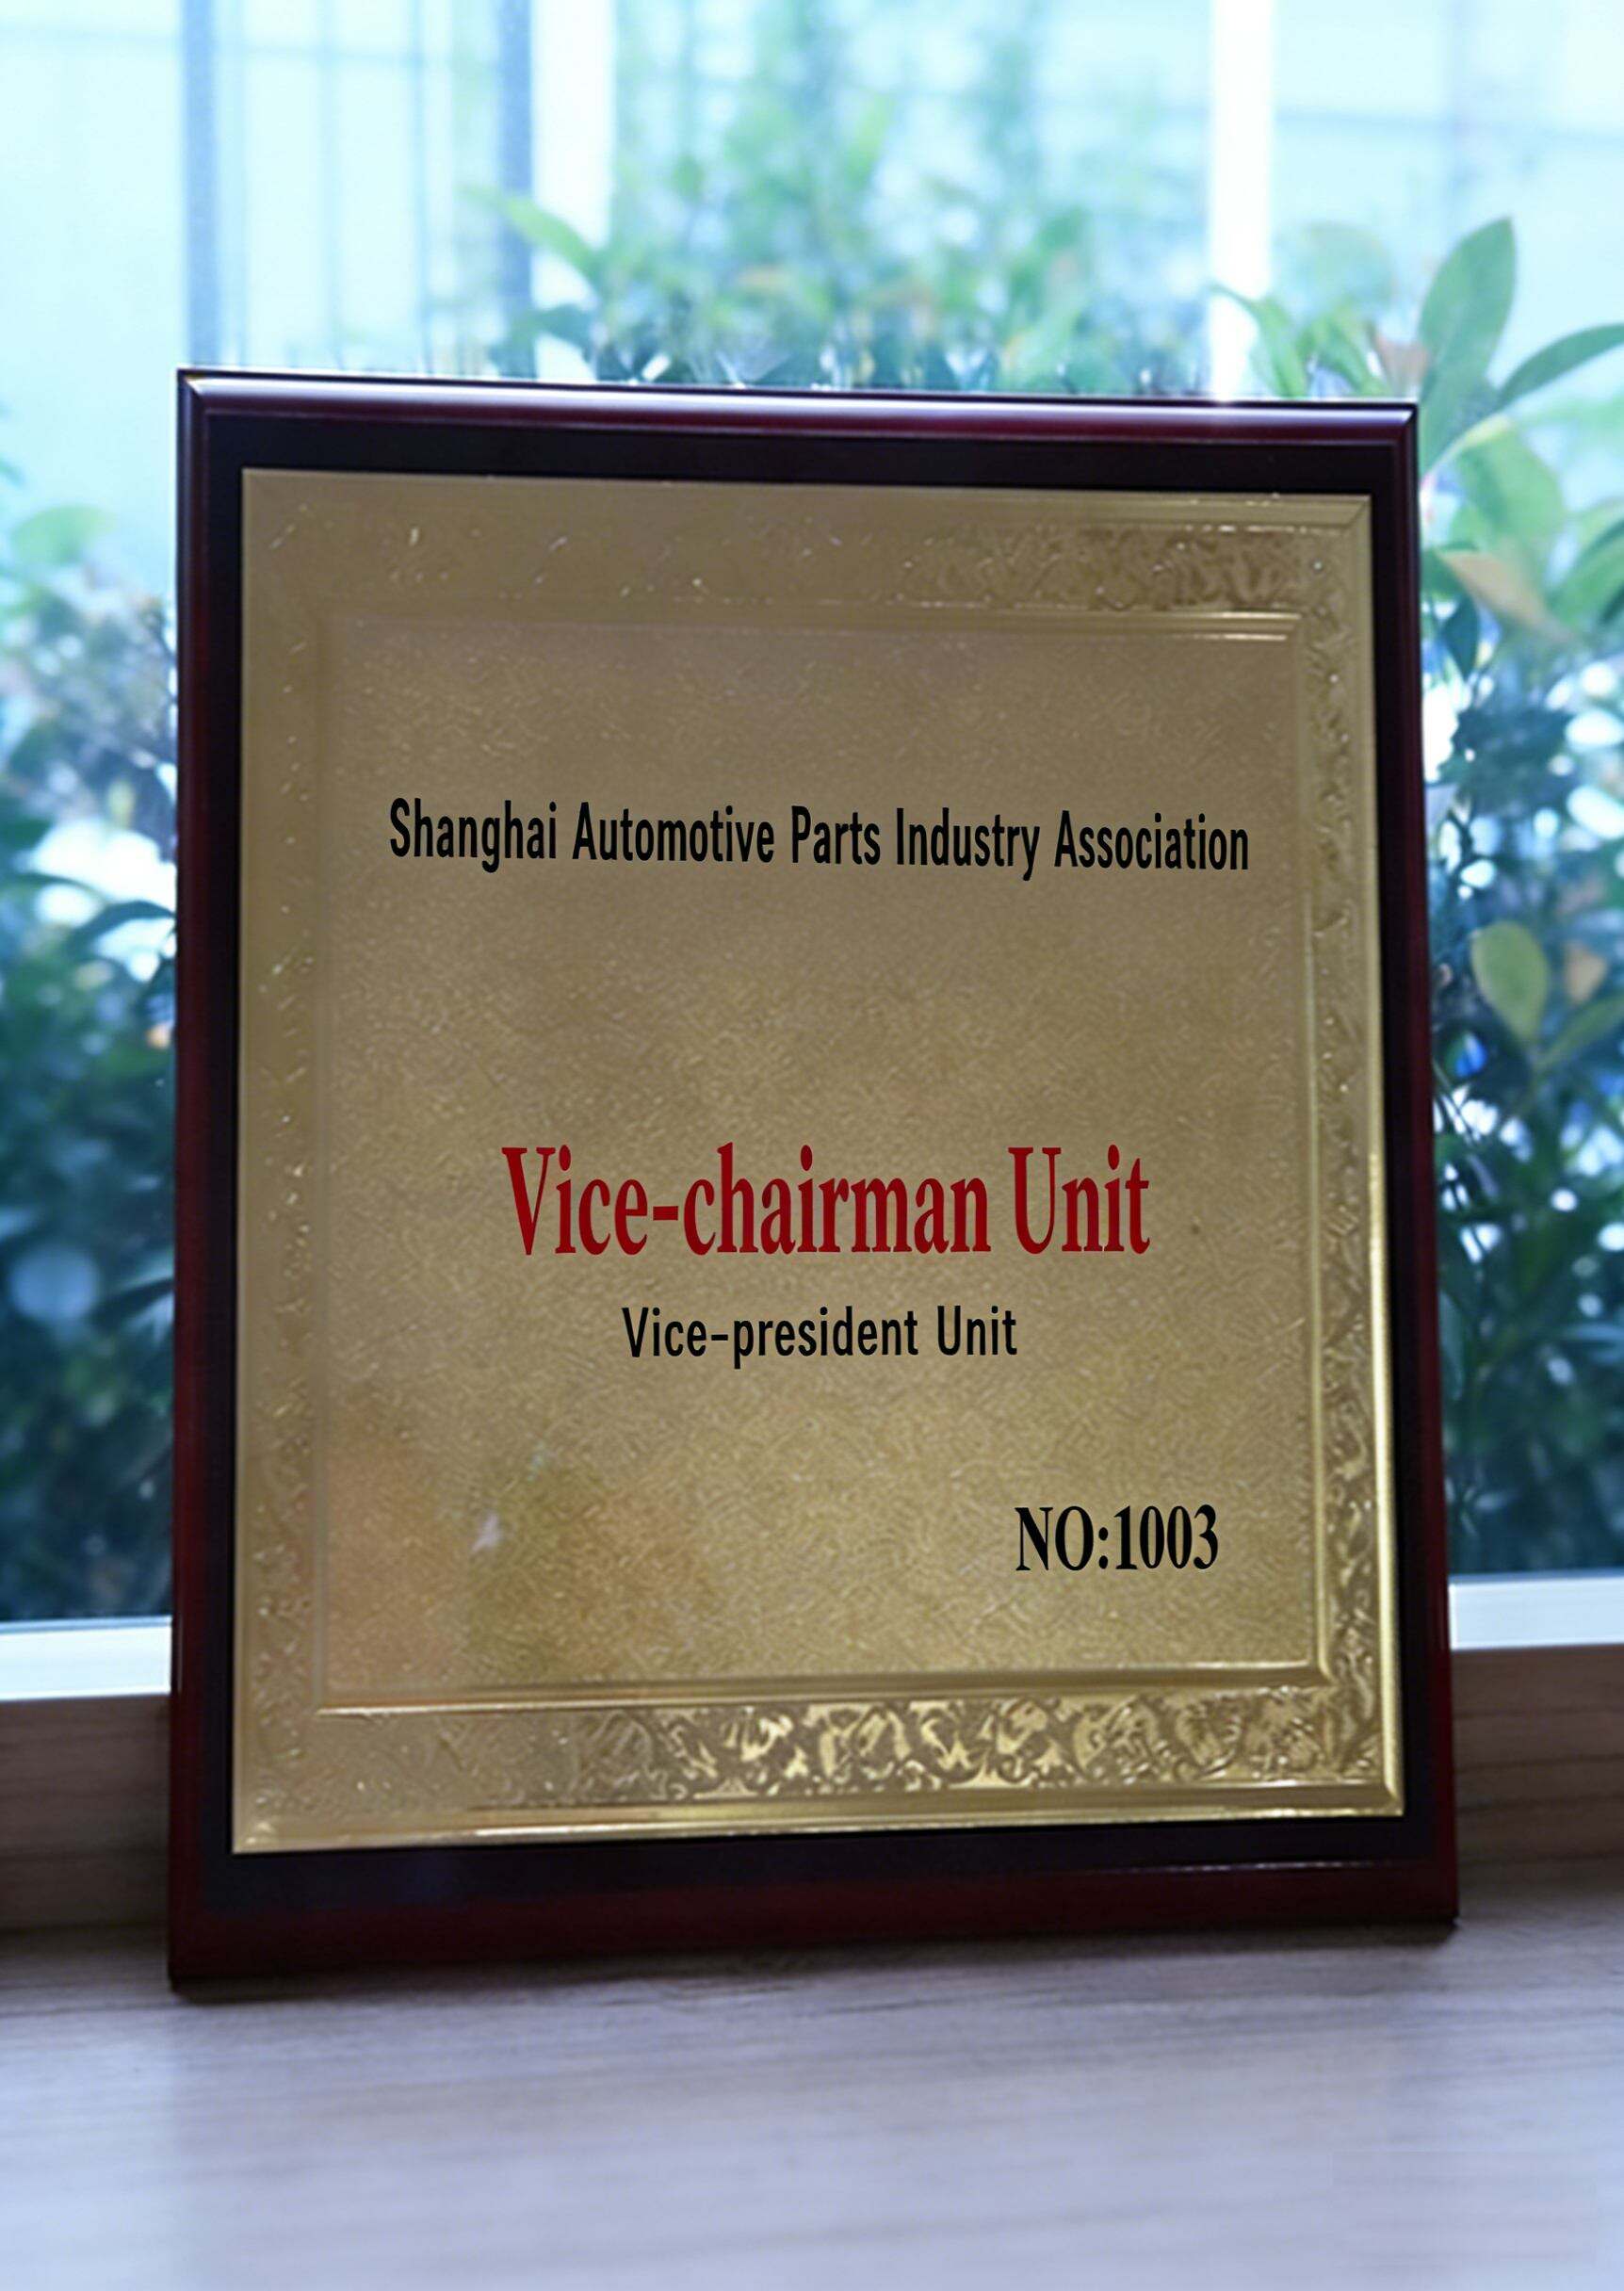 Shanghai Automotive Parts Industry Association
Vice-chairman Unit
Vice-president Unit
NO:1003